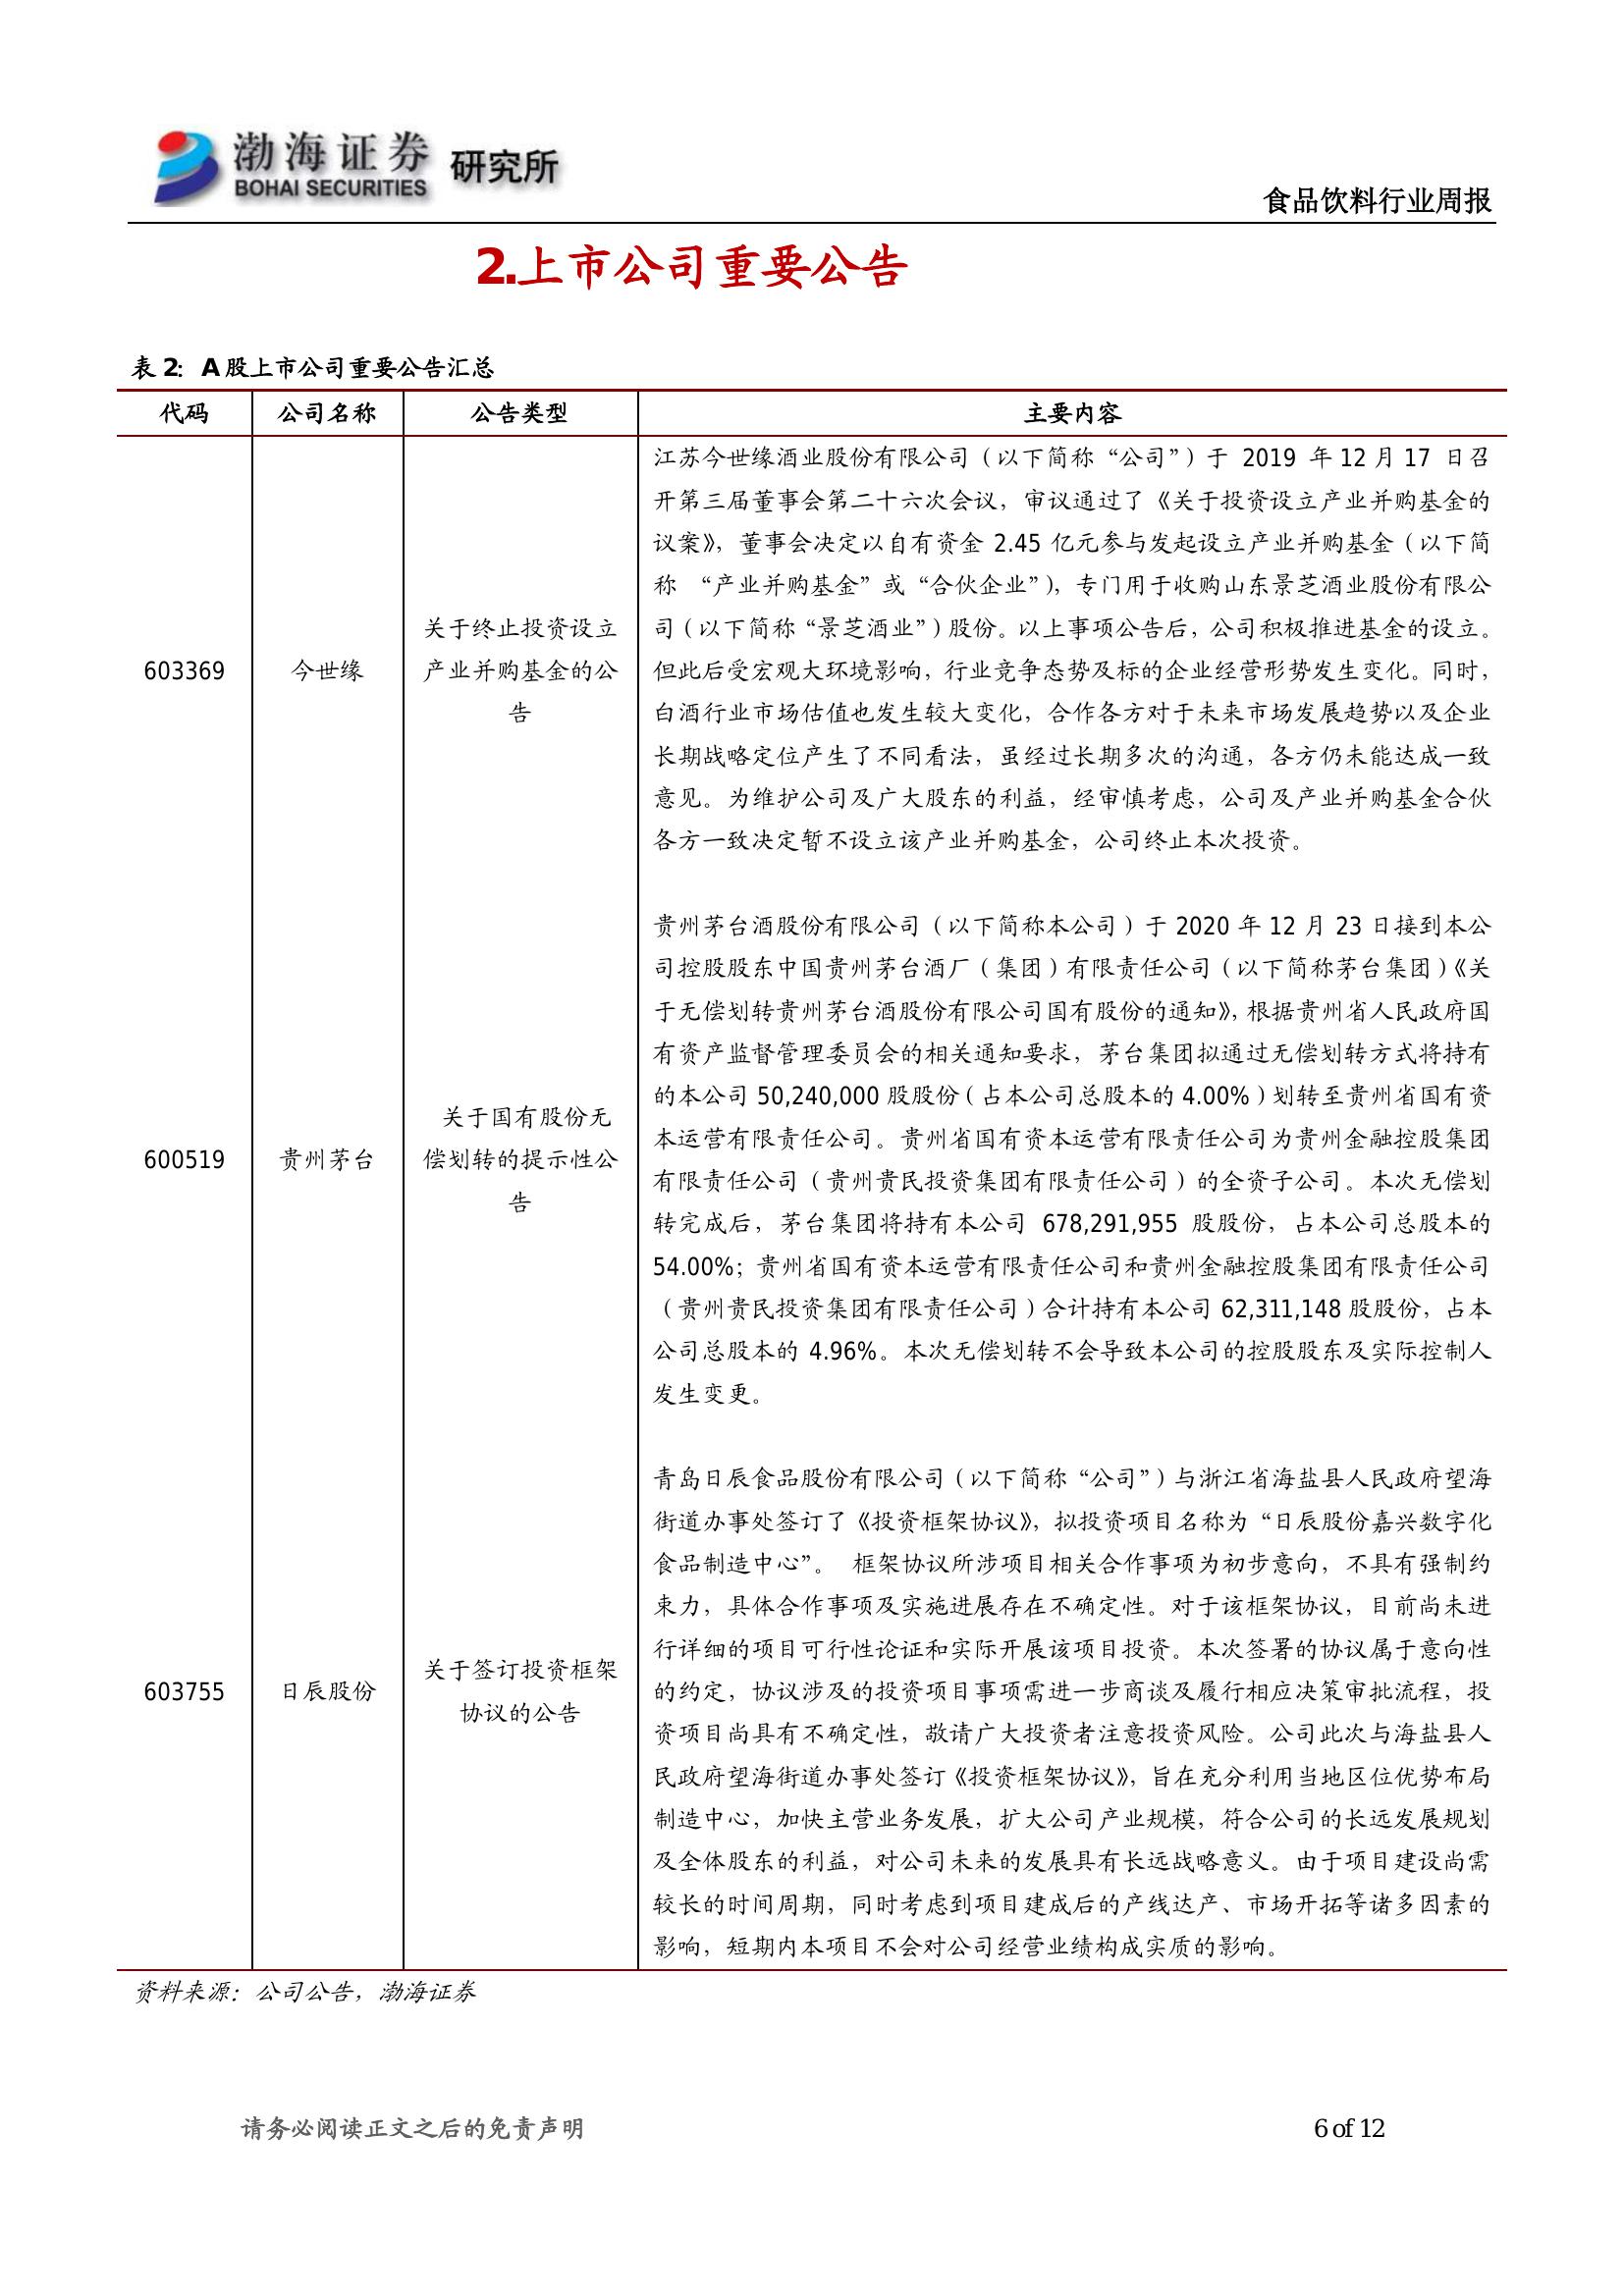 渤海证券 研究所
BOHAI SECURITIES
食品饮料行业周报
2.上市公司重要公告
表 2: A 股上市公司重要公告汇总
代码 公司名称 公告类型 主要内容
603369
今世缘
关于终止投资设立
产业并购基金的公
告
江苏今世缘酒业股份有限公司（以下简称“公司”）于 2019 年 12 月 17 日召
开第三届董事会第二十六次会议，审议通过了《关于投资设立产业并购基金的
议案》，董事会决定以自有资金 2.45 亿元参与发起设立产业并购基金（以下简
称 “产业并购基金”或“合伙企业”），专门用于收购山东景芝酒业股份有限公
司（以下简称“景芝酒业”）股份。以上事项公告后，公司积极推进基金的设立。
但此后受宏观大环境影响，行业竞争态势及标的企业经营形势发生变化。同时，
白酒行业市场估值也发生较大变化，合作各方对于未来市场发展趋势以及企业
长期战略定位产生了不同看法，虽经过长期多次的沟通，各方仍未能达成一致
意见。为维护公司及广大股东的利益，经审慎考虑，公司及产业并购基金合伙
各方一致决定暂不设立该产业并购基金，公司终止本次投资。
600519
贵州茅台
关于国有股份无
偿划转的提示性公
告
贵州茅台酒股份有限公司（以下简称本公司）于 2020 年 12 月 23 日接到本公
司控股股东中国贵州茅台酒厂（集团）有限责任公司（以下简称茅台集团）《关
于无偿划转贵州茅台酒股份有限公司国有股份的通知》，根据贵州省人民政府国
有资产监督管理委员会的相关通知要求，茅台集团拟通过无偿划转方式将持有
的本公司 50,240,000 股股份（占本公司总股本的 4.00%）划转至贵州省国有资
本运营有限责任公司。贵州省国有资本运营有限责任公司为贵州金融控股集团
有限责任公司（贵州贵民投资集团有限责任公司）的全资子公司。本次无偿划
转完成后，茅台集团将持有本公司 678,291,955 股股份，占本公司总股本的
54.00%；贵州省国有资本运营有限责任公司和贵州金融控股集团有限责任公司
（贵州贵民投资集团有限责任公司）合计持有本公司 62,311,148 股股份，占本
公司总股本的 4.96%。本次无偿划转不会导致本公司的控股股东及实际控制人
发生变更。
603755
日辰股份
关于签订投资框架
协议的公告
青岛日辰食品股份有限公司（以下简称“公司”）与浙江省海盐县人民政府望海
街道办事处签订了《投资框架协议》，拟投资项目名称为“日辰股份嘉兴数字化
食品制造中心”。 框架协议所涉项目相关合作事项为初步意向，不具有强制约
束力，具体合作事项及实施进展存在不确定性。对于该框架协议，目前尚未进
行详细的项目可行性论证和实际开展该项目投资。本次签署的协议属于意向性
的约定，协议涉及的投资项目事项需进一步商谈及履行相应决策审批流程，投
资项目尚具有不确定性，敬请广大投资者注意投资风险。公司此次与海盐县人
民政府望海街道办事处签订《投资框架协议》，旨在充分利用当地区位优势布局
制造中心，加快主营业务发展，扩大公司产业规模，符合公司的长远发展规划
及全体股东的利益，对公司未来的发展具有长远战略意义。由于项目建设尚需
较长的时间周期，同时考虑到项目建成后的产线达产、市场开拓等诸多因素的
影响，短期内本项目不会对公司经营业绩构成实质的影响。
资料来源：公司公告，渤海证券
请务必阅读正文之后的免责声明
6 of 12